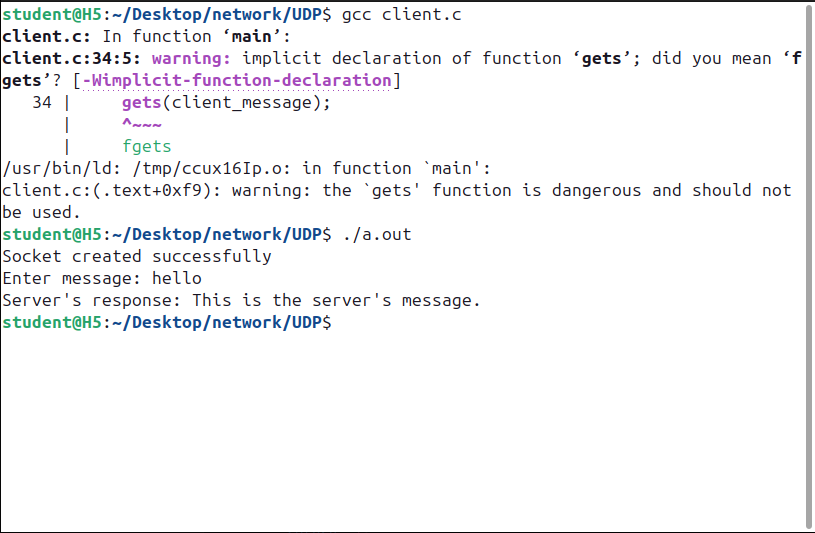 student@H5:~/Desktop/network/UDP$ gcc client.c
client.c: In function ‘main’:
client.c:34:5: warning: implicit declaration of function ‘gets’; did you mean ‘f
gets’? [-Wimplicit-function-declaration]
   34 |     gets(client_message);
      |     ^~~~
      |     fgets
/usr/bin/ld: /tmp/ccux16Ip.o: in function `main':
client.c:(.text+0xf9): warning: the `gets' function is dangerous and should not
be used.
student@H5:~/Desktop/network/UDP$ ./a.out
Socket created successfully
Enter message: hello
Server's response: This is the server's message.
student@H5:~/Desktop/network/UDP$